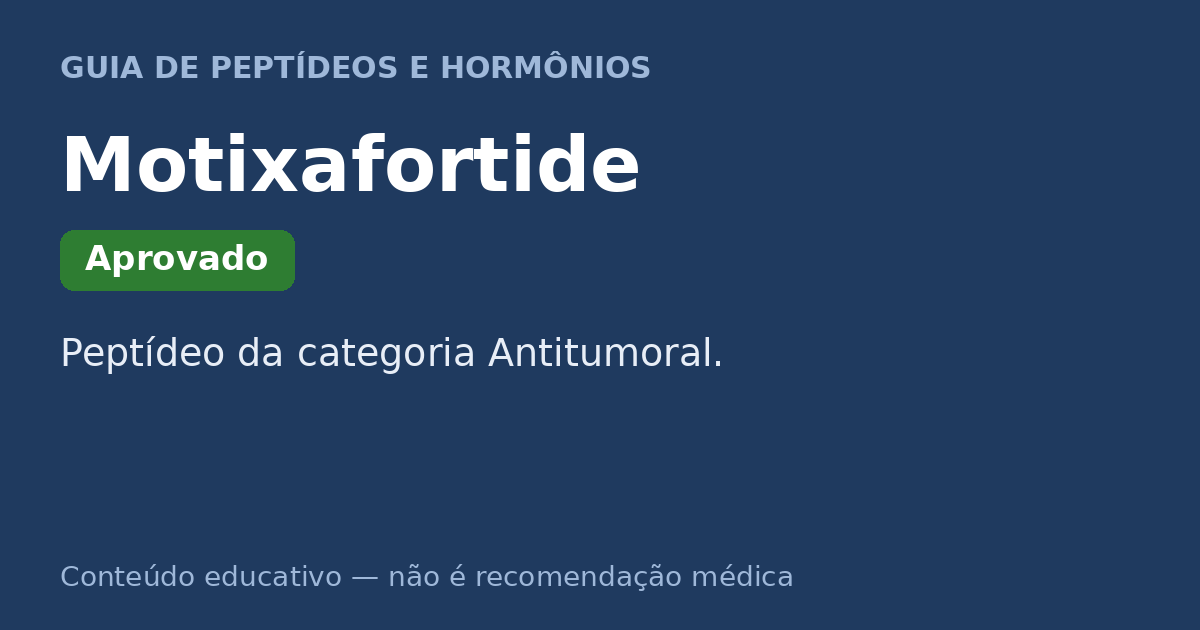 GUIA DE PEPTÍDEOS E HORMÔNIOS
Motixafortide
Aprovado
Peptídeo da categoria Antitumoral.
Conteúdo educativo — não é recomendação médica